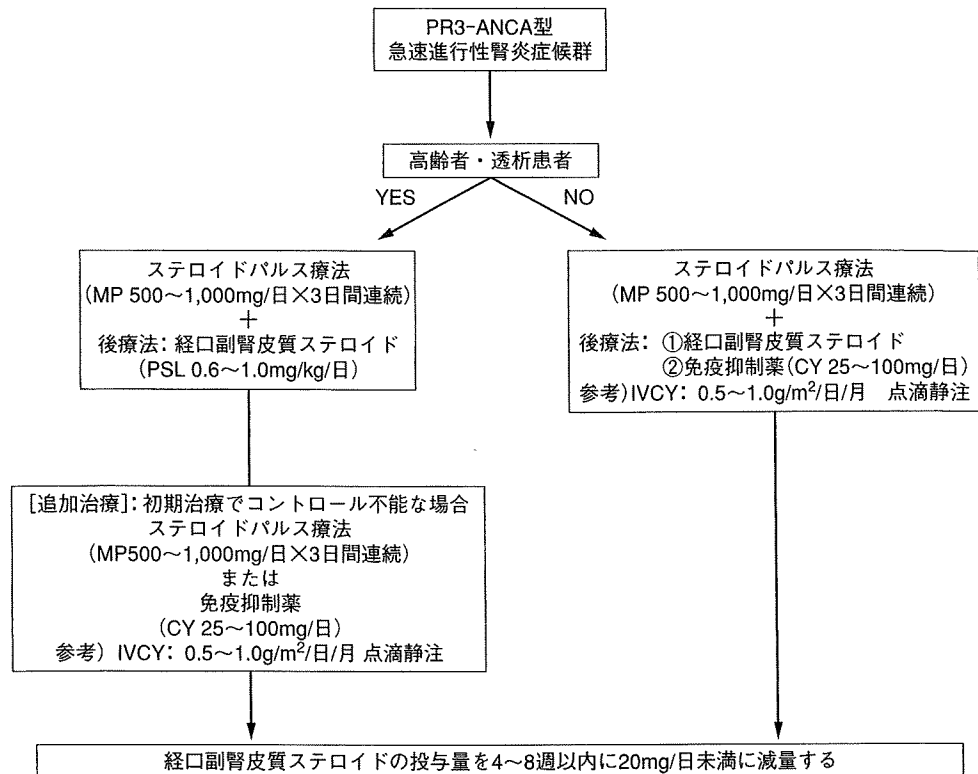 PR3-ANCA型
急速進行性腎炎症候群
高齢者・透析患者
YES
NO
ステロイドパルス療法
(MP 500〜1,000mg/日×3日間連続)
+
後療法: 経口副腎皮質ステロイド
(PSL 0.6〜1.0mg/kg/日)
ステロイドパルス療法
(MP 500〜1,000mg/日×3日間連続)
+
後療法: ①経口副腎皮質ステロイド
②免疫抑制薬(CY 25〜100mg/日)
参考)IVCY: 0.5〜1.0g/m²/日/月 点滴静注
[追加治療]: 初期治療でコントロール不能な場合
ステロイドパルス療法
(MP500〜1,000mg/日×3日間連続)
または
免疫抑制薬
(CY 25〜100mg/日)
参考) IVCY: 0.5〜1.0g/m²/日/月 点滴静注
経口副腎皮質ステロイドの投与量を4〜8週以内に20mg/日未満に減量する